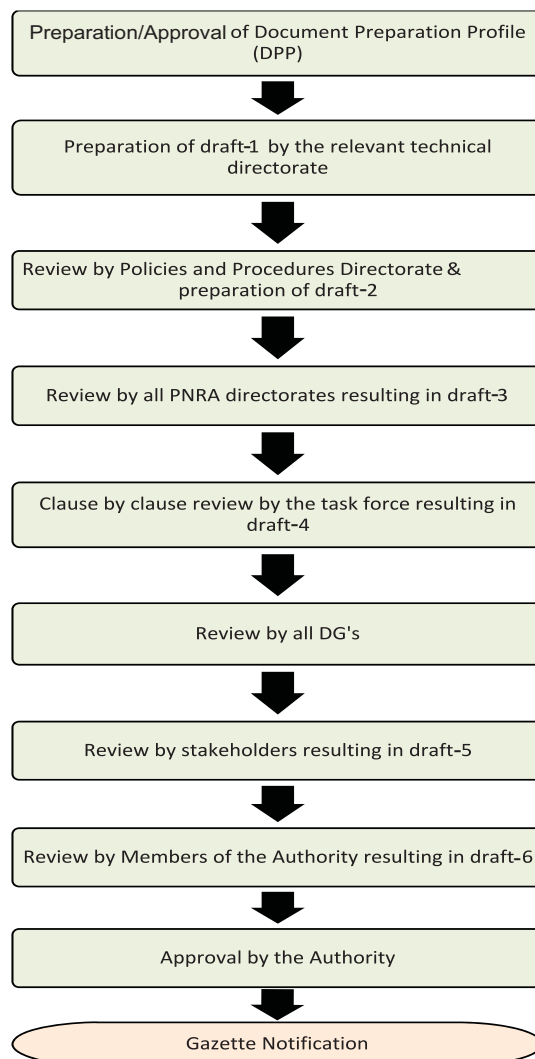 Preparation/Approval of Document Preparation Profile
(DPP)
Preparation of draft-1 by the relevant technical
directorate
Review by Policies and Procedures Directorate &
preparation of draft-2
Review by all PNRA directorates resulting in draft-3
Clause by clause review by the task force resulting in
draft-4
Review by all DG's
Review by stakeholders resulting in draft-5
Review by Members of the Authority resulting in draft-6
Approval by the Authority
Gazette Notification